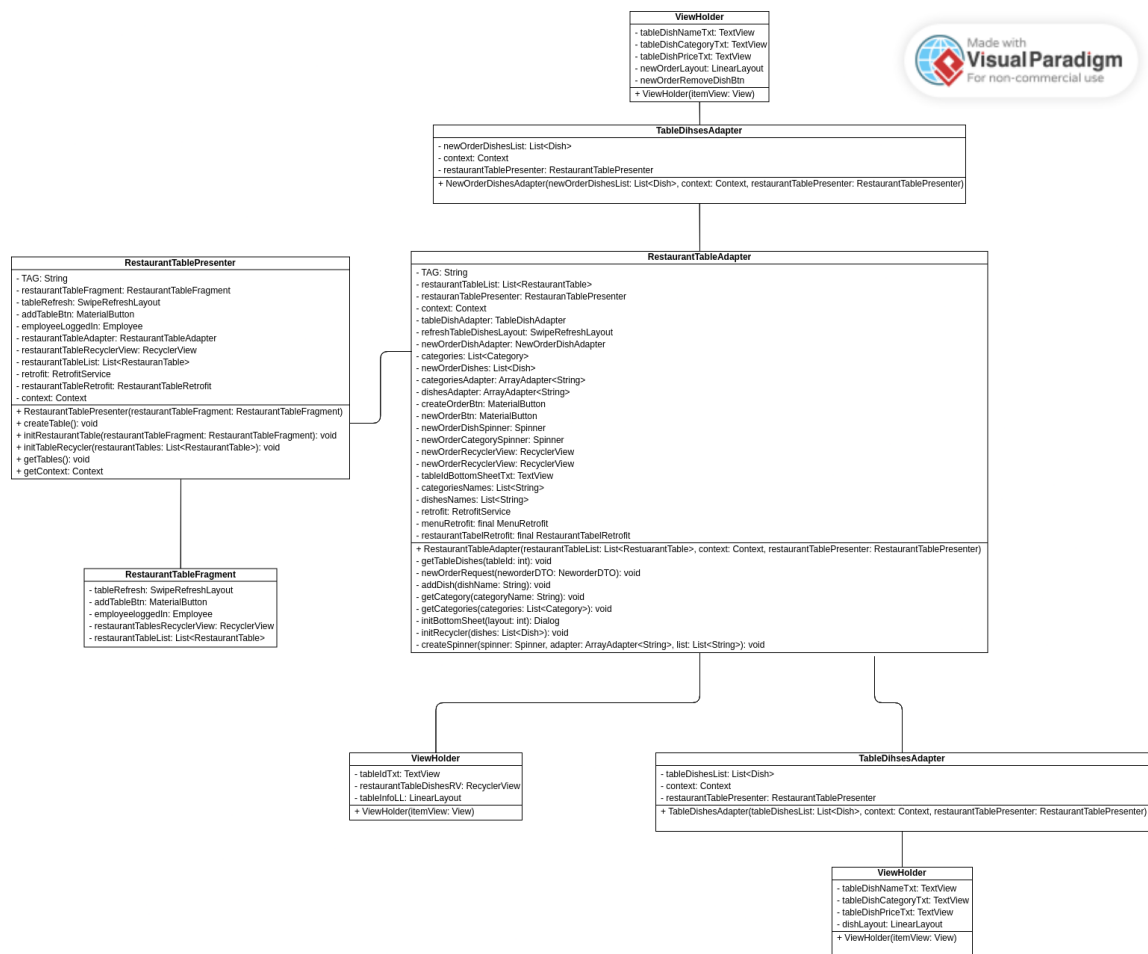 ViewHolder
- tableDishNameTxt: TextView
- tableDishCategoryTxt: TextView
- tableDishPriceTxt: TextView
- newOrderLayout: LinearLayout
- newOrderRemoveDishBtn
+ ViewHolder(itemView: View)
Made with
Visual Paradigm
For non-commercial use
TableDihsesAdapter
- newOrderDishesList: List<Dish>
- context: Context
- restaurantTablePresenter: RestaurantTablePresenter
+ NewOrderDishesAdapter(newOrderDishesList: List<Dish>, context: Context, restaurantTablePresenter: RestaurantTablePresenter)
RestaurantTablePresenter
- TAG: String
- restaurantTableFragment: RestaurantTableFragment
- tableRefresh: SwipeRefreshLayout
- addTableBtn: MaterialButton
- employeeLoggedIn: Employee
- restaurantTableAdapter: RestaurantTableAdapter
- restaurantTableRecyclerView: RecyclerView
- restaurantTableList: List<RestauranTable>
- retrofit: RetrofitService
- restaurantTableRetrofit: RestaurantTableRetrofit
- context: Context
+ RestaurantTablePresenter(restaurantTableFragment: RestaurantTableFragment)
+ createTable(): void
+ initRestaurantTable(restaurantTableFragment: RestaurantTableFragment): void
+ initTableRecycler(restaurantTables: List<RestaurantTable>): void
+ getTables(): void
+ getContext: Context
RestaurantTableAdapter
- TAG: String
- restaurantTableList: List<RestaurantTable>
- restauranTablePresenter: RestauranTablePresenter
- context: Context
- tableDishAdapter: TableDishAdapter
- refreshTableDishesLayout: SwipeRefreshLayout
- newOrderDishAdapter: NewOrderDishAdapter
- categories: List<Category>
- newOrderDishes: List<Dish>
- categoriesAdapter: ArrayAdapter<String>
- dishesAdapter: ArrayAdapter<String>
- createOrderBtn: MaterialButton
- newOrderBtn: MaterialButton
- newOrderDishSpinner: Spinner
- newOrderCategorySpinner: Spinner
- newOrderRecyclerView: RecyclerView
- newOrderRecyclerView: RecyclerView
- tableIdBottomSheetTxt: TextView
- categoriesNames: List<String>
- dishesNames: List<String>
- retrofit: RetrofitService
- menuRetrofit: final MenuRetrofit
- restaurantTabelRetrofit: final RestaurantTabelRetrofit
+ RestaurantTableAdapter(restaurantTableList: List<RestuarantTable>, context: Context, restaurantTablePresenter: RestaurantTablePresenter)
- getTableDishes(tableId: int): void
- newOrderRequest(neworderDTO: NeworderDTO): void
- addDish(dishName: String): void
- getCategory(categoryName: String): void
- getCategories(categories: List<Category>): void
- initBottomSheet(layout: int): Dialog
- initRecycler(dishes: List<Dish>): void
- createSpinner(spinner: Spinner, adapter: ArrayAdapter<String>, list: List<String>): void
RestaurantTableFragment
- tableRefresh: SwipeRefreshLayout
- addTableBtn: MaterialButton
- employeeloggedIn: Employee
- restaurantTablesRecyclerView: RecyclerView
- restaurantTableList: List<RestaurantTable>
ViewHolder
- tableIdTxt: TextView
- restaurantTableDishesRV: RecyclerView
- tableInfoLL: LinearLayout
+ ViewHolder(itemView: View)
TableDihsesAdapter
- tableDishesList: List<Dish>
- context: Context
- restaurantTablePresenter: RestaurantTablePresenter
+ TableDishesAdapter(tableDishesList: List<Dish>, context: Context, restaurantTablePresenter: RestaurantTablePresenter)
ViewHolder
- tableDishNameTxt: TextView
- tableDishCategoryTxt: TextView
- tableDishPriceTxt: TextView
- dishLayout: LinearLayout
+ ViewHolder(itemView: View)